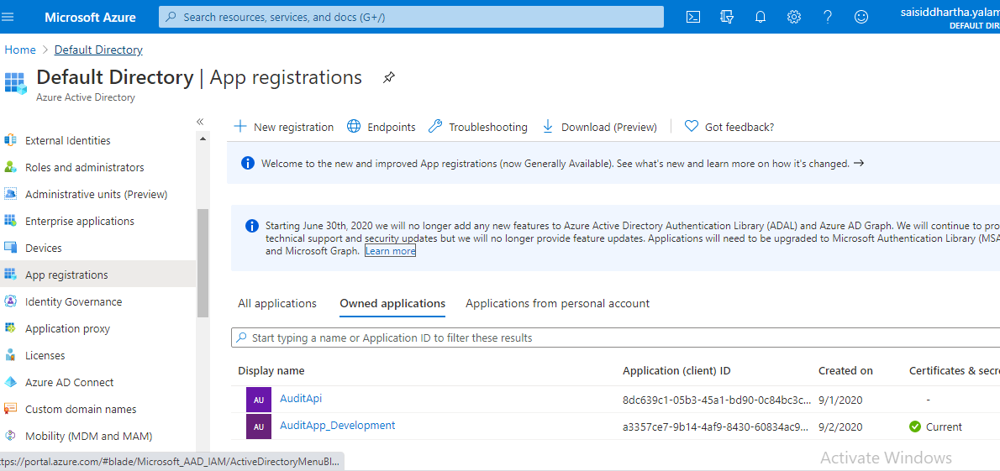 Microsoft Azure
Search resources, services, and docs (G+/)
saisiddhartha.yalam
DEFAULT DIR
Home > Default Directory
Default Directory | App registrations
Azure Active Directory
«
External Identities
Roles and administrators
Administrative units (Preview)
Enterprise applications
Devices
App registrations
Identity Governance
Application proxy
Licenses
Azure AD Connect
Custom domain names
Mobility (MDM and MAM)
ttps://portal.azure.com/#blade/Microsoft_AAD_IAM/ActiveDirectoryMenuBl...
+ New registration
Endpoints
Troubleshooting
Download (Preview)
Got feedback?
Welcome to the new and improved App registrations (now Generally Available). See what's new and learn more on how it's changed. →
Starting June 30th, 2020 we will no longer add any new features to Azure Active Directory Authentication Library (ADAL) and Azure AD Graph. We will continue to pro
technical support and security updates but we will no longer provide feature updates. Applications will need to be upgraded to Microsoft Authentication Library (MSA
and Microsoft Graph. Learn more
All applications
Owned applications
Applications from personal account
Start typing a name or Application ID to filter these results
Display name Application (client) ID Created on Certificates & secre
AU AuditApi 8dc639c1-05b3-45a1-bd90-0c84bc3c... 9/1/2020 -
AU AuditApp_Development a3357ce7-9b14-4af9-8430-60834ac9... 9/2/2020 Current
Activate Windows